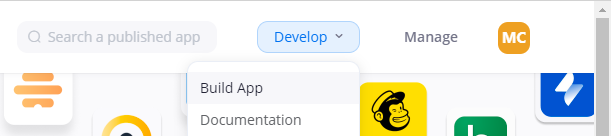 Search a published app
Develop
Manage
MC
Build App
Documentation